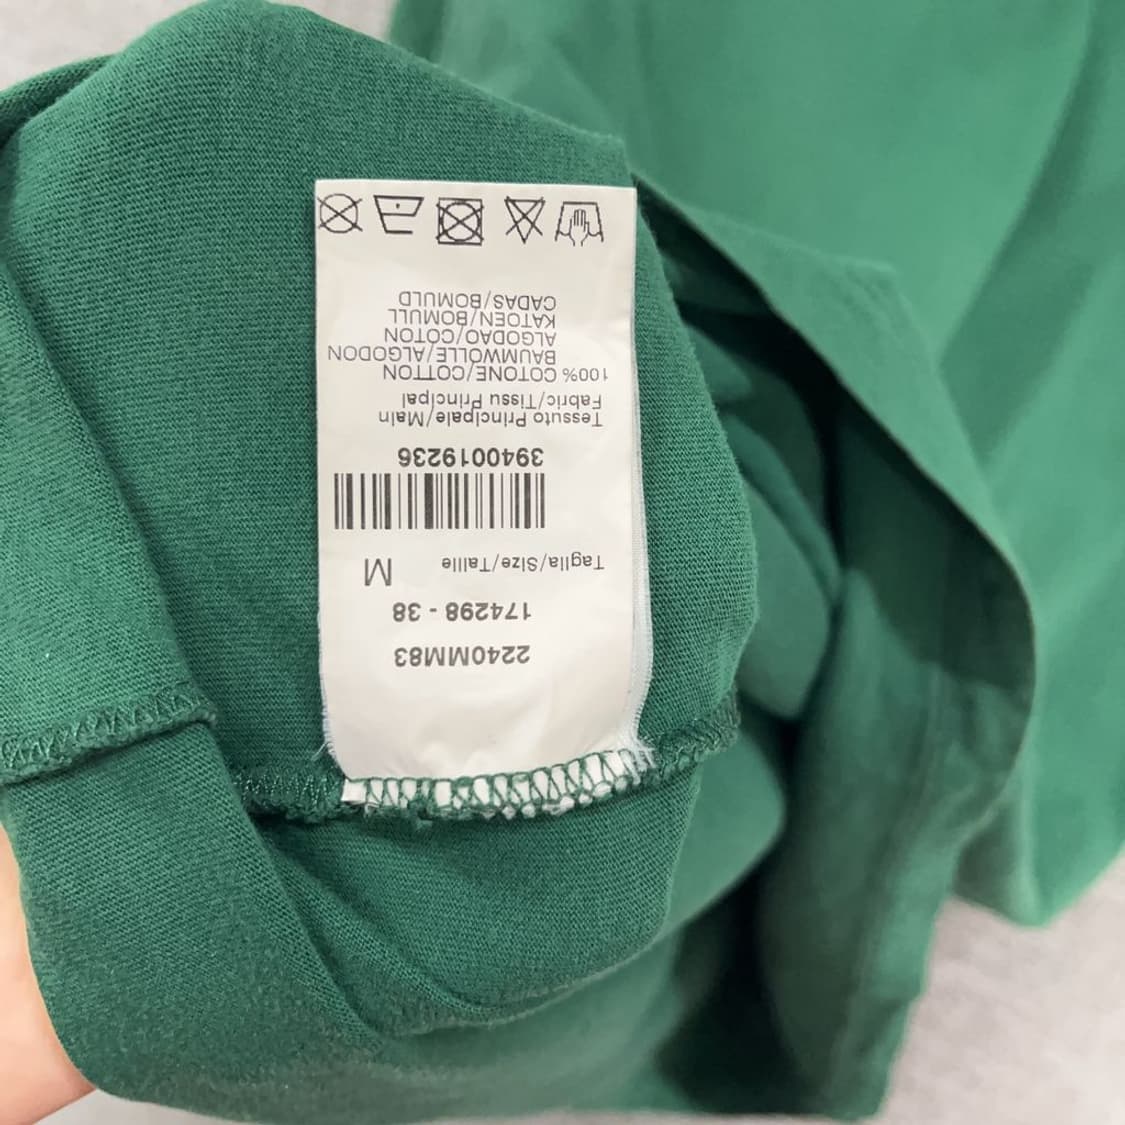 2240MM83
174298 - 38
Taglia/Size/Taille M
3940019236
Tessuto Principale/Main
Fabric/Tissu Principal
100% COTONE/COTTON
BAUMWOLLE/ALGODON
ALGODAO/COTON
KATOEN/BOMULL
CADAS/BOMULD